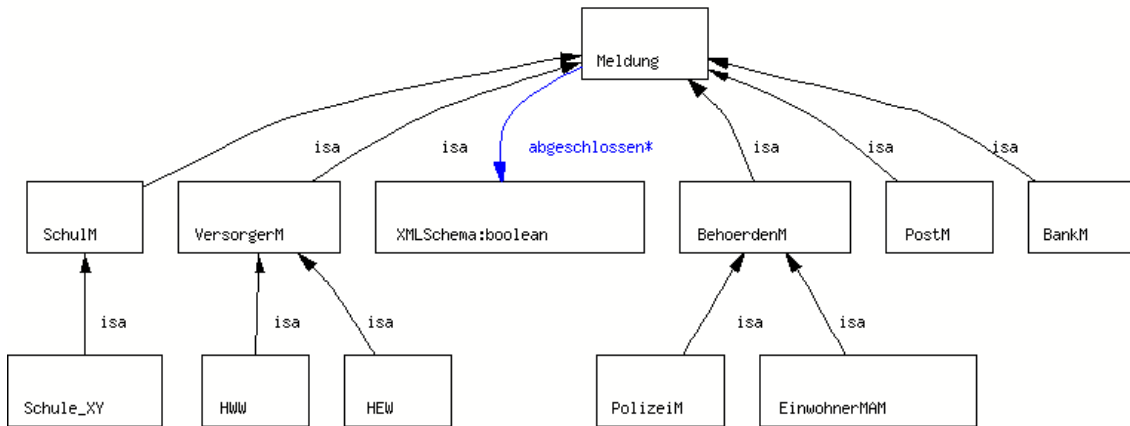 Meldung
isa
isa
abgeschlossen*
isa
isa
isa
SchulM
VersorgerM
XMLSchema:boolean
BehoerdenM
PostM
BankM
isa
isa
isa
isa
isa
Schule_XY
HWW
HEW
PolizeiM
EinwohnerMAM